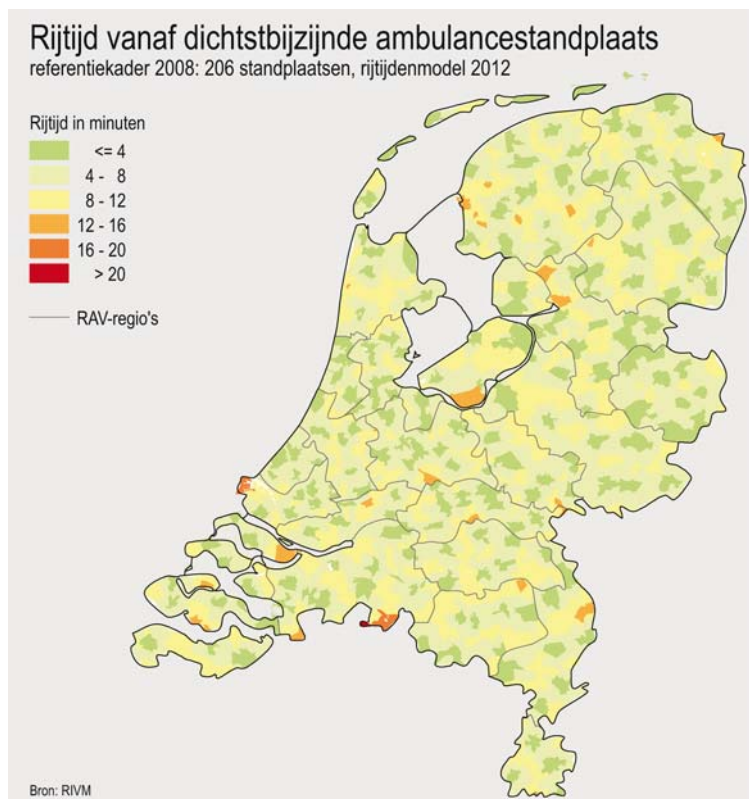 Rijtijd vanaf dichtstbijzijnde ambulancestandplaats
referentiekader 2008: 206 standplaatsen, rijtijdenmodel 2012
Rijtijd in minuten
<= 4
4 - 8
8 - 12
12 - 16
16 - 20
> 20
RAV-regio's
Bron: RIVM